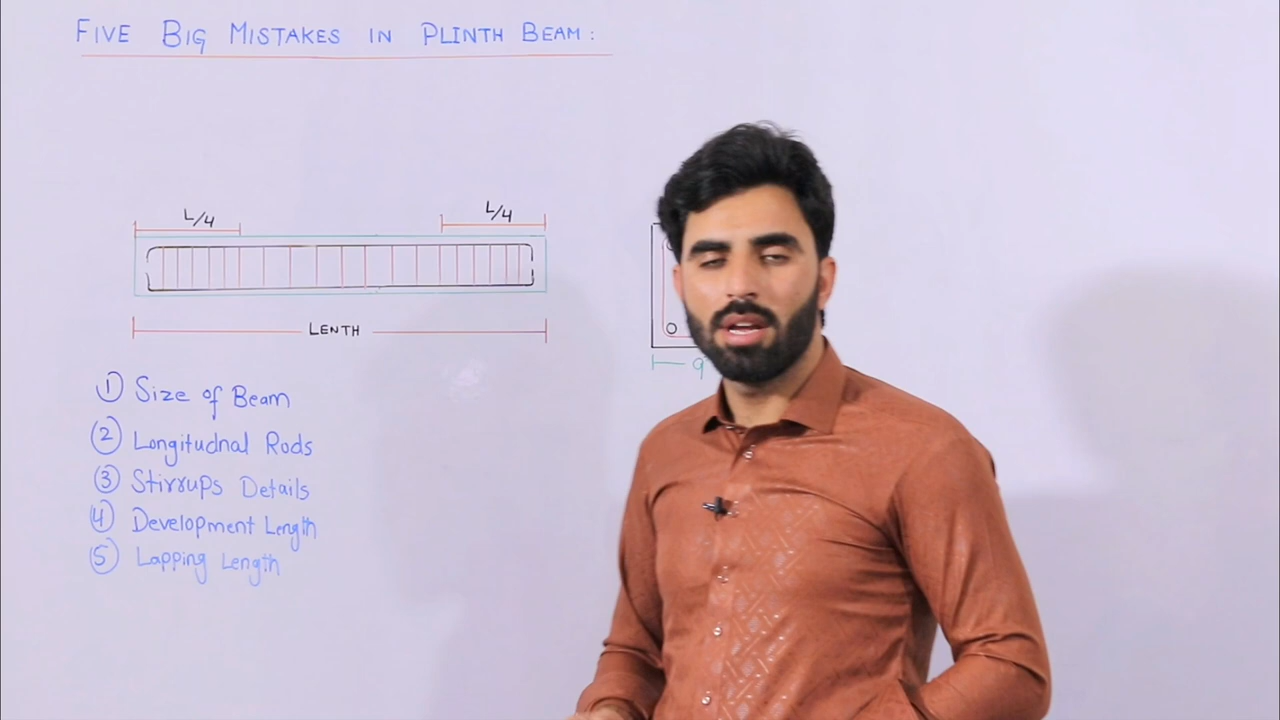 FIVE BIG MISTAKES IN PLINTH BEAM:
L/4 L/4
LENTH
O
9
① Size of Beam
② Longitudnal Rods
③ Stirrups Details
④ Development Length
⑤ Lapping Length